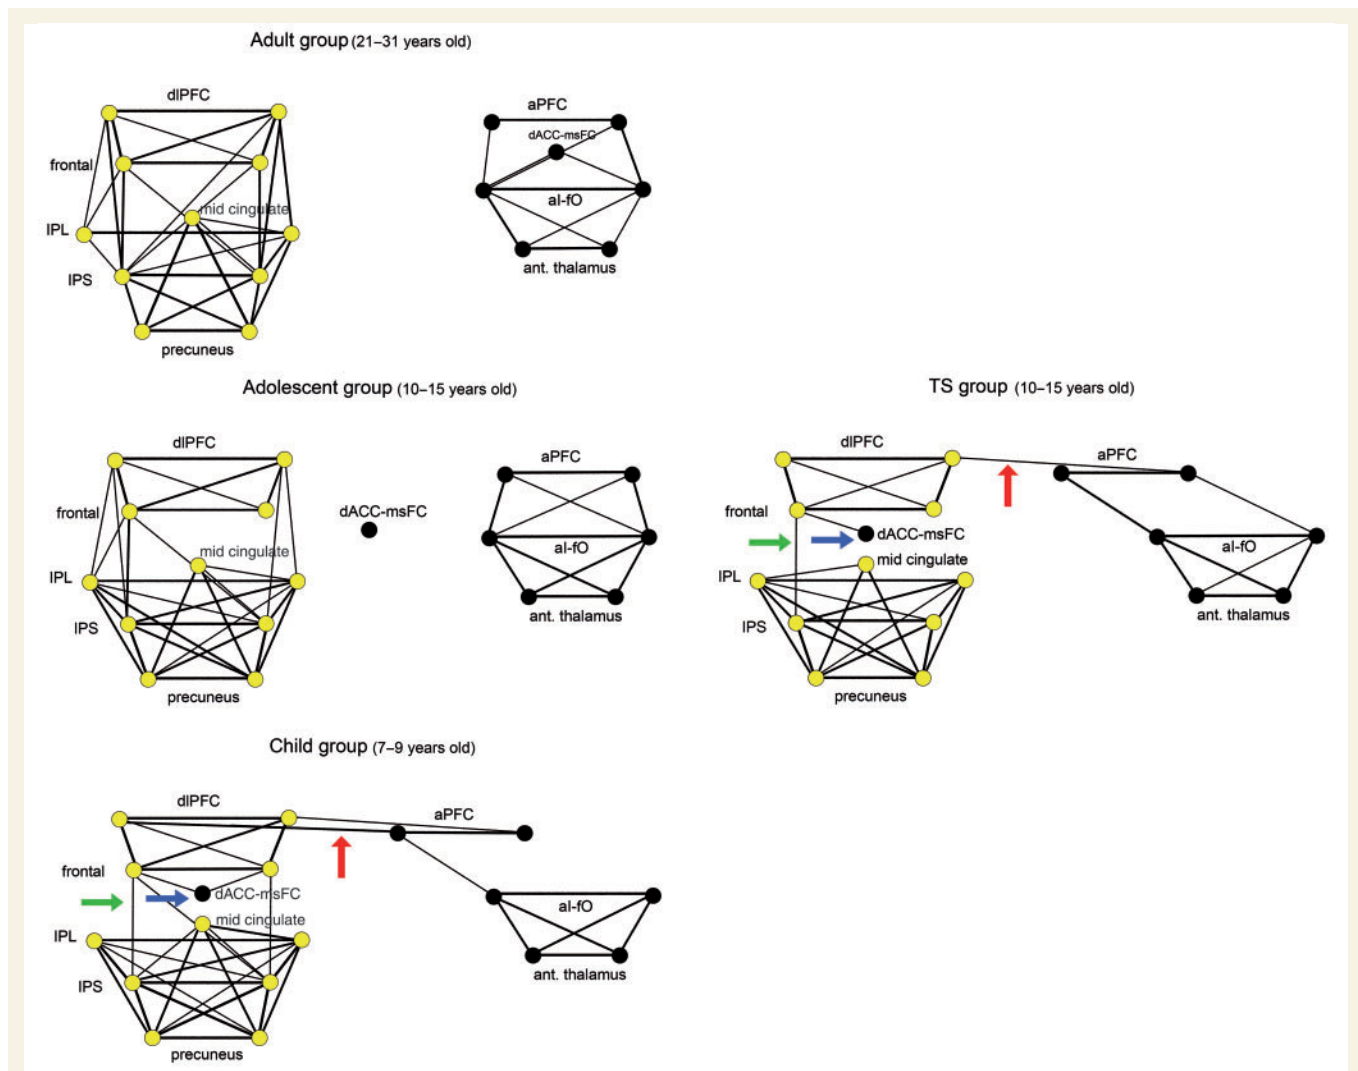 Adult group (21–31 years old)
dlPFC
aPFC
dACC-msFC
frontal
mid cingulate
aI-fO
IPL
IPS
ant. thalamus
precuneus
Adolescent group (10–15 years old)
TS group (10–15 years old)
dlPFC
aPFC
frontal
dACC-msFC
mid cingulate
aI-fO
IPL
IPS
ant. thalamus
precuneus
dlPFC
aPFC
frontal
dACC-msFC
aI-fO
mid cingulate
IPL
IPS
ant. thalamus
precuneus
Child group (7–9 years old)
dlPFC
aPFC
frontal
dACC-msFC
aI-fO
mid cingulate
IPL
IPS
ant. thalamus
precuneus